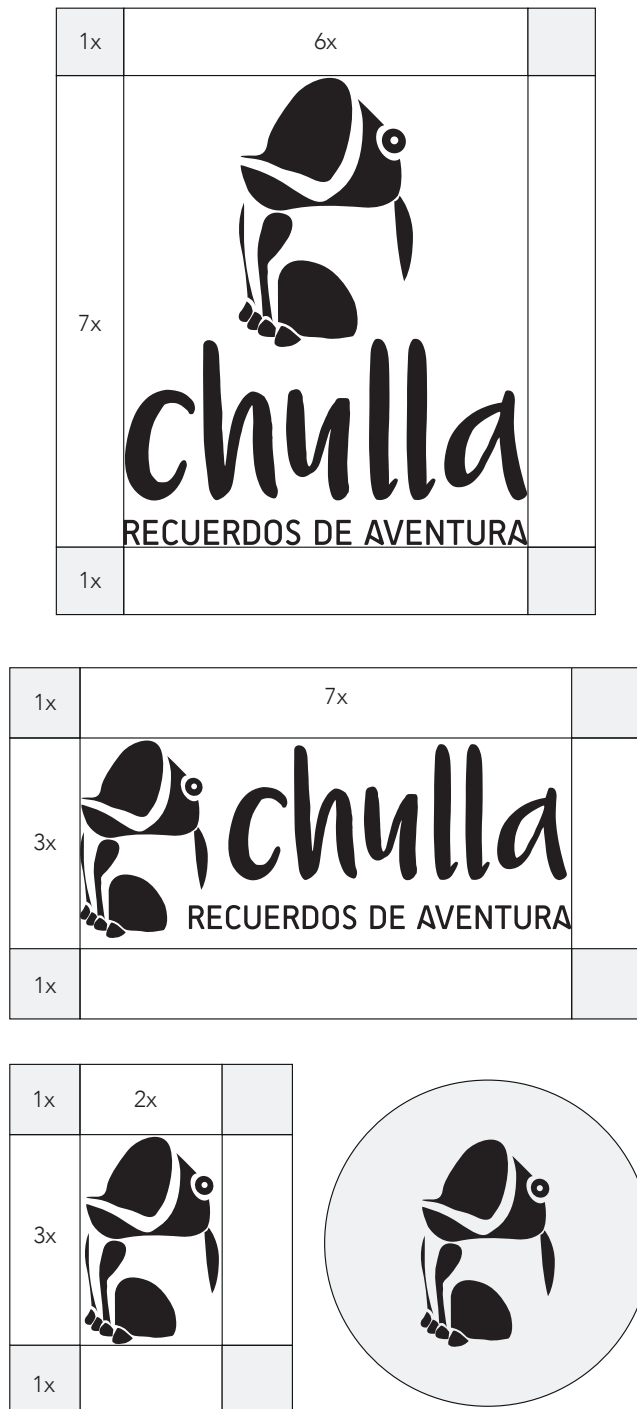 1x 6x
7x
chulla
RECUERDOS DE AVENTURA
1x
1x 7x
3x
chulla
RECUERDOS DE AVENTURA
1x
1x 2x
3x
1x